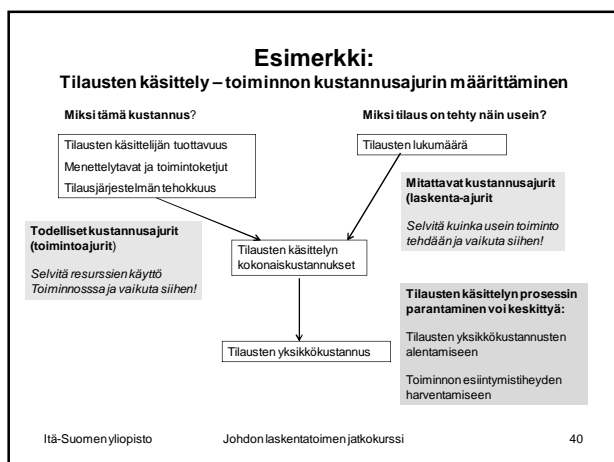 Esimerkki:
Tilausten käsittely – toiminnon kustannusajurin määrittäminen
Miksi tämä kustannus?
Miksi tilaus on tehty näin usein?
Tilausten käsittelijän tuottavuus
Menettelytavat ja toimintoketjut
Tilausjärjestelmän tehokkuus
Tilausten lukumäärä
Mitattavat kustannusajurit
(laskenta-ajurit
Selvitä kuinka usein toiminto
tehdään ja vaikuta siihen!
Todelliset kustannusajurit
(toimintoajurit)
Selvitä resurssien käyttö
Toiminnosssa ja vaikuta siihen!
Tilausten käsittelyn
kokonaiskustannukset
Tilausten käsittelyn prosessin
parantaminen voi keskittyä:
Tilausten yksikkökustannusten
alentamiseen
Toiminnon esiintymistiheyden
harventamiseen
Tilausten yksikkökustannus
Itä-Suomen yliopisto
Johdon laskentatoimen jatkokurssi
40